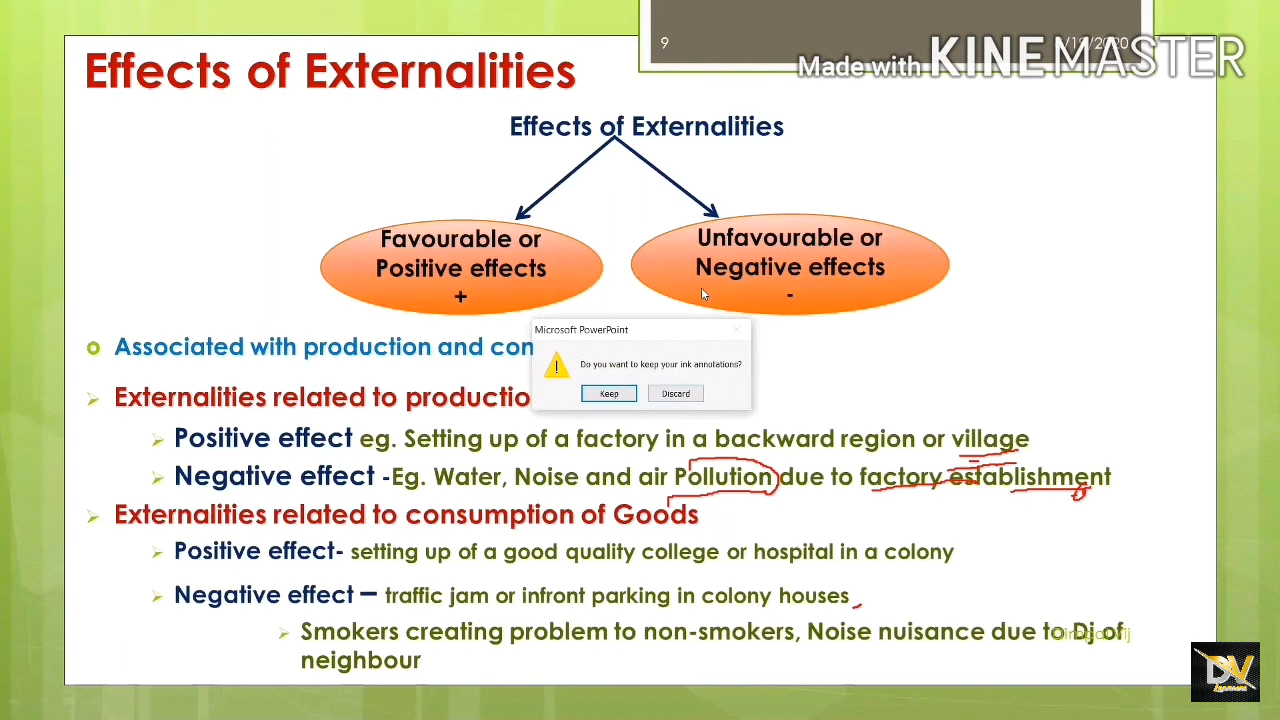 9
/2020
Made with KINEMASTER
Effects of Externalities
Effects of Externalities
Favourable or
Positive effects
+
Unfavourable or
Negative effects
-
Associated with production and con
Microsoft PowerPoint
Do you want to keep your ink annotations?
Keep
Discard
Externalities related to productio
Positive effect eg. Setting up of a factory in a backward region or village
Negative effect -Eg. Water, Noise and air Pollution due to factory establishment
Externalities related to consumption of Goods
Positive effect- setting up of a good quality college or hospital in a colony
Negative effect – traffic jam or infront parking in colony houses
Smokers creating problem to non-smokers, Noise nuisance due to Dj of
neighbour
DV
Learners